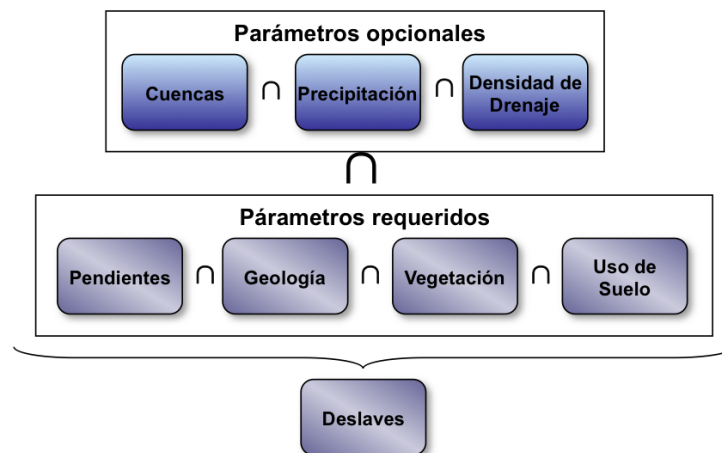 Parámetros opcionales
Cuencas ∩ Precipitación ∩ Densidad de
Drenaje
∩
Párametros requeridos
Pendientes ∩ Geología ∩ Vegetación ∩ Uso de
Suelo
Deslaves